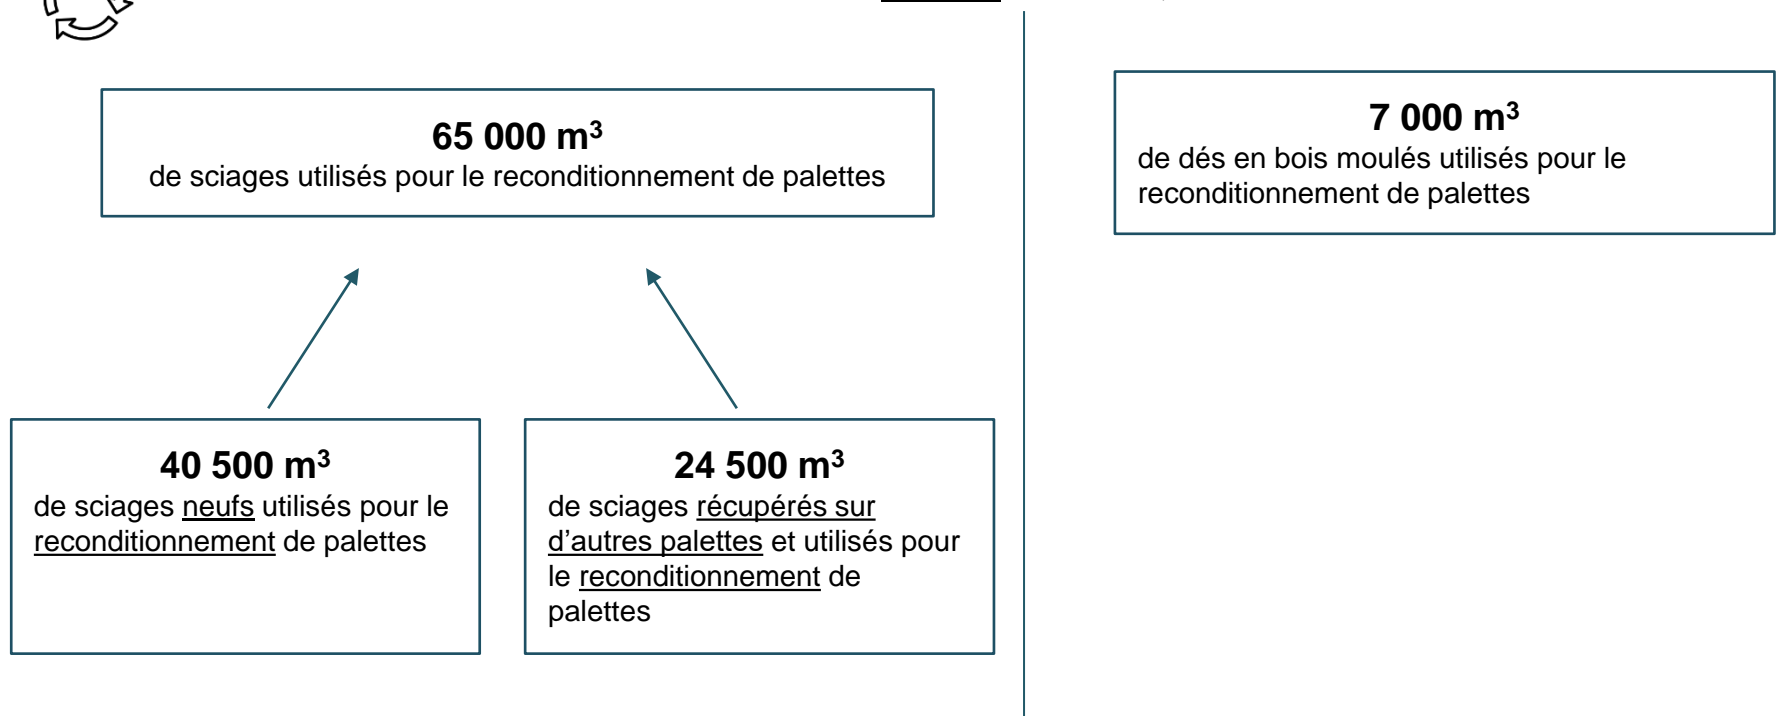 65 000 m³
de sciages utilisés pour le reconditionnement de palettes
40 500 m³
de sciages neufs utilisés pour le
reconditionnement de palettes
24 500 m³
de sciages récupérés sur
d’autres palettes et utilisés pour
le reconditionnement de
palettes
7 000 m³
de dés en bois moulés utilisés pour le
reconditionnement de palettes